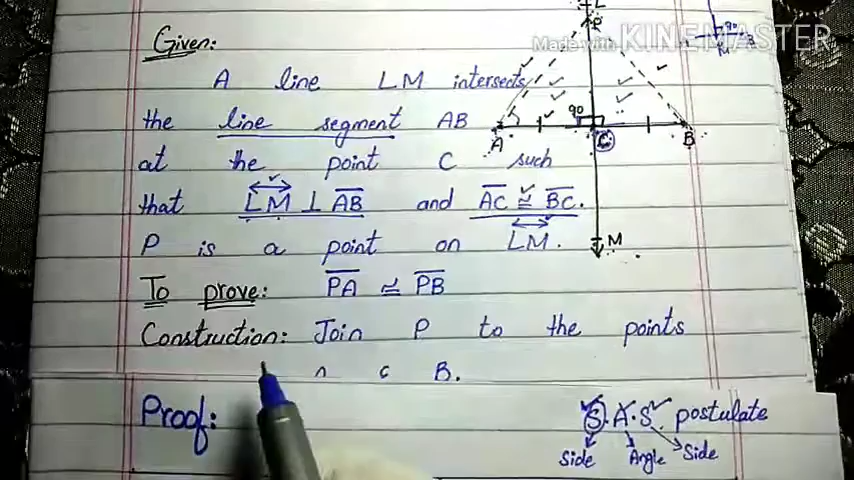 L
P
90
M B
Made with KINEMASTER
Given:
A line LM intersects
the line segment AB
at the point C such
that LM ⊥ AB and AC ≅ BC.
P is a point on LM.
90
A C B
M
To prove: PA ≅ PB
Construction: Join P to the points
B.
Proof:
S.A.S postulate
Side Angle Side